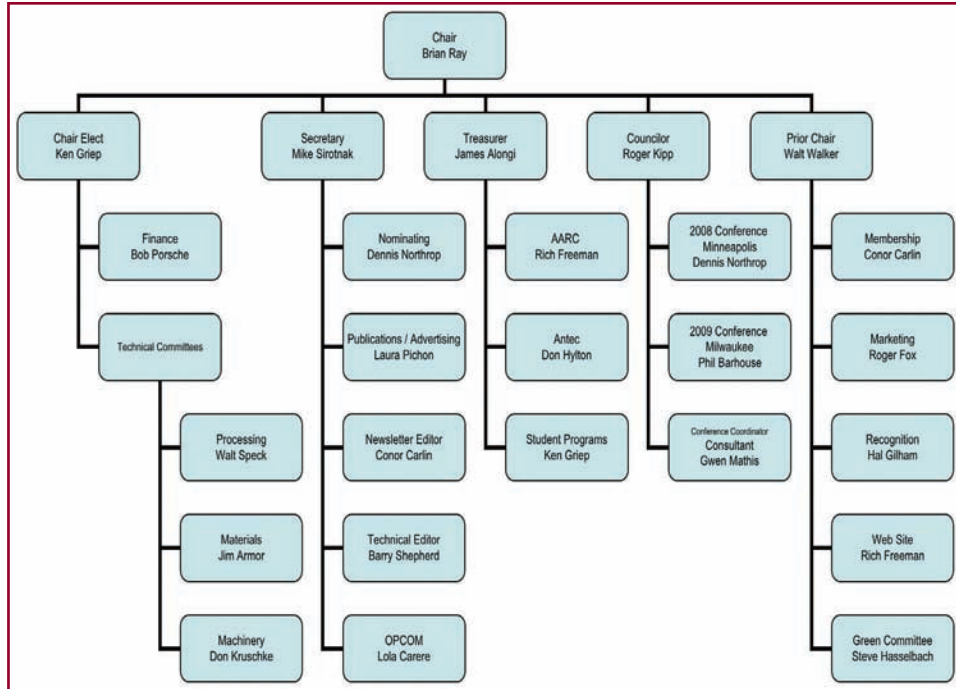 Chair
Brian Ray
Chair Elect
Ken Griep
Secretary
Mike Sirotnak
Treasurer
James Alongi
Councilor
Roger Kipp
Prior Chair
Walt Walker
Finance
Bob Porsche
Technical Committees
Processing
Walt Speck
Materials
Jim Armor
Machinery
Don Kruschke
Nominating
Dennis Northrop
Publications / Advertising
Laura Pichon
Newsletter Editor
Conor Carlin
Technical Editor
Barry Shepherd
OPCOM
Lola Carere
AARC
Rich Freeman
Antec
Don Hylton
Student Programs
Ken Griep
2008 Conference
Minneapolis
Dennis Northrop
2009 Conference
Milwaukee
Phil Barhouse
Conference Coordinator
Consultant
Gwen Mathis
Membership
Conor Carlin
Marketing
Roger Fox
Recognition
Hal Gilham
Web Site
Rich Freeman
Green Committee
Steve Hasselbach